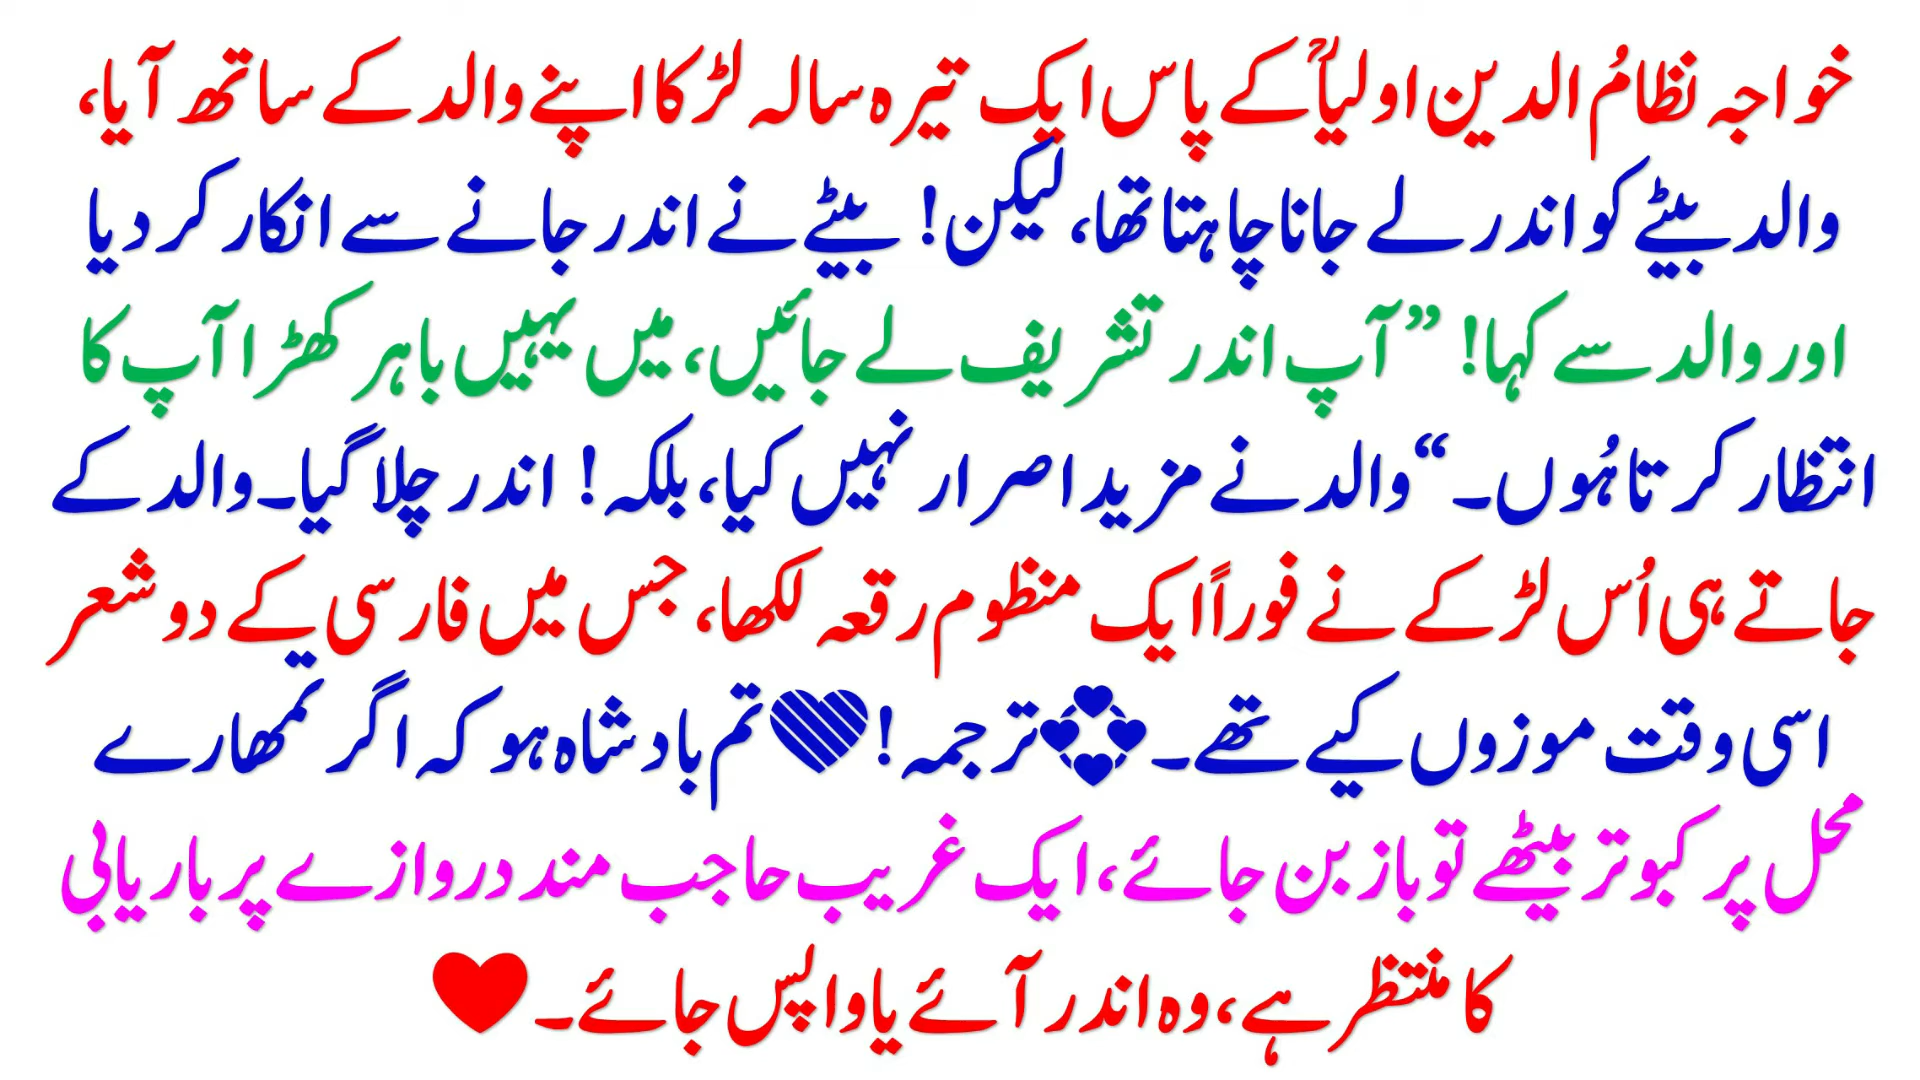 خواجہ نظامُ الدین اولیاؒ کے پاس ایک تیرہ سالہ لڑکا اپنے والد کے ساتھ آیا،
والد بیٹے کو اندر لے جانا چاہتا تھا، لیکن! بیٹے نے اندر جانے سے انکار کر دیا
اور والد سے کہا! ”آپ اندر تشریف لے جائیں، میں یہیں باہر کھڑا آپ کا
انتظار کرتا ہُوں۔“ والد نے مزید اصرار نہیں کیا، بلکہ! اندر چلا گیا۔ والد کے
جاتے ہی اُس لڑکے نے فوراً ایک منظوم رقعہ لکھا، جس میں فارسی کے دو شعر
اسی وقت موزوں کیے تھے۔ ترجمہ! تم بادشاہ ہو کہ اگر تمھارے
محل پر کبوتر بیٹھے تو باز بن جائے، ایک غریب حاجب مند دروازے پر باریابی
کا منتظر ہے، وہ اندر آئے یا واپس جائے۔